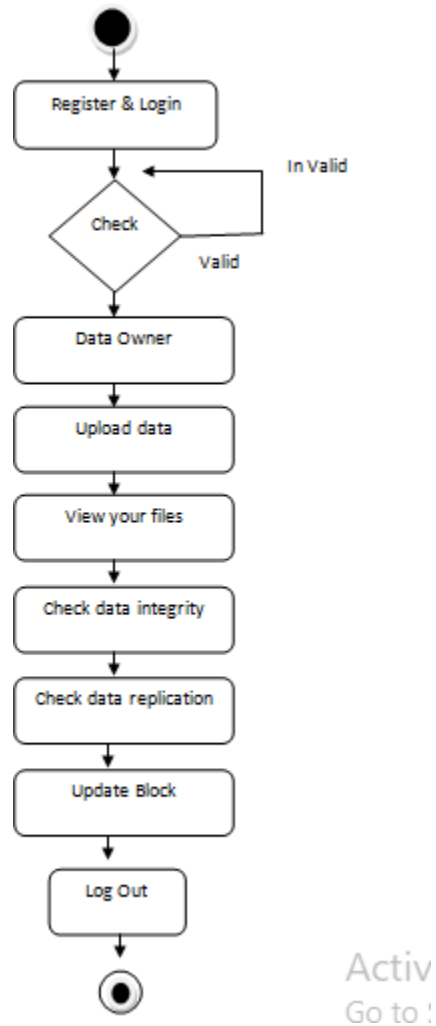 Register & Login
In Valid
Check
Valid
Data Owner
Upload data
View your files
Check data integrity
Check data replication
Update Block
Log Out
Activ
Go to